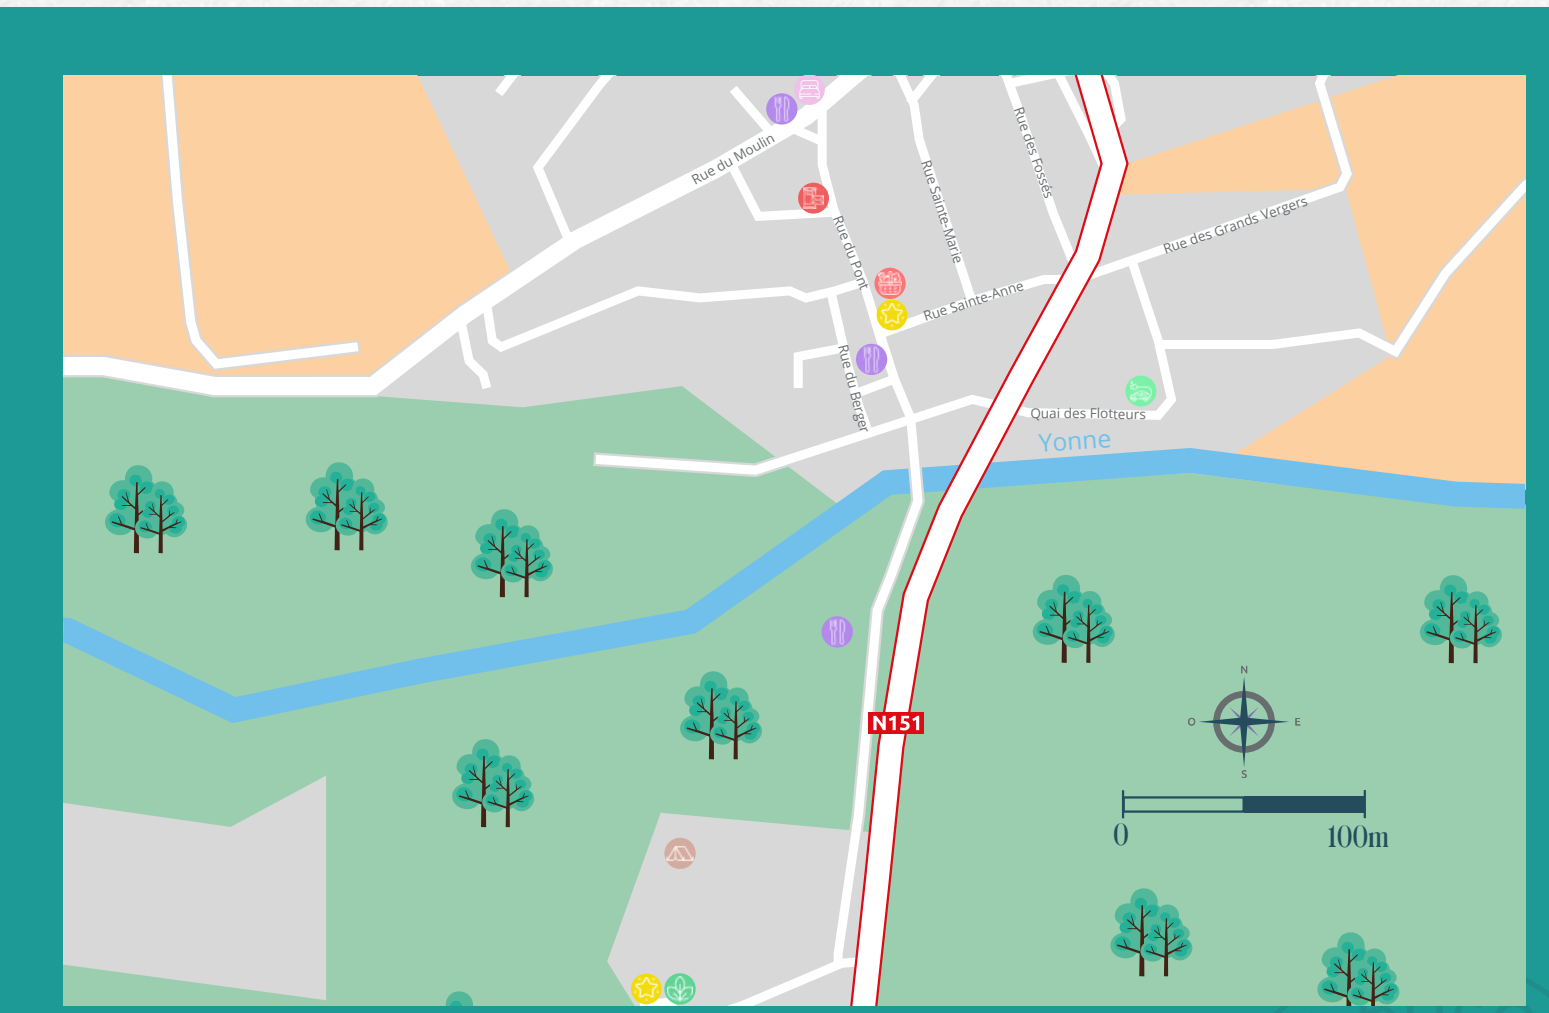 Rue du Moulin
Rue des Fossés
Rue Sainte-Marie
Rue des Grands Vergers
Rue du Pont
Rue Sainte-Anne
Rue du Berger
Quai des Flotteurs
Yonne
N151
N
O
E
S
0
100m